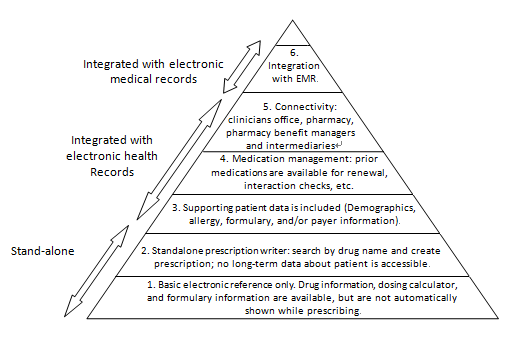 Integrated with electronic
medical records
Integrated with
electronic health
Records
Stand-alone
6.
Integration
with EMR.
5. Connectivity:
clinicians office, pharmacy,
pharmacy benefit managers
and intermediaries↵
4. Medication management: prior
medications are available for renewal,
interaction checks, etc.
3. Supporting patient data is included (Demographics,
allergy, formulary, and/or payer information).
2. Standalone prescription writer: search by drug name and create
prescription; no long-term data about patient is accessible.
1. Basic electronic reference only. Drug information, dosing calculator,
and formulary information are available, but are not automatically
shown while prescribing.